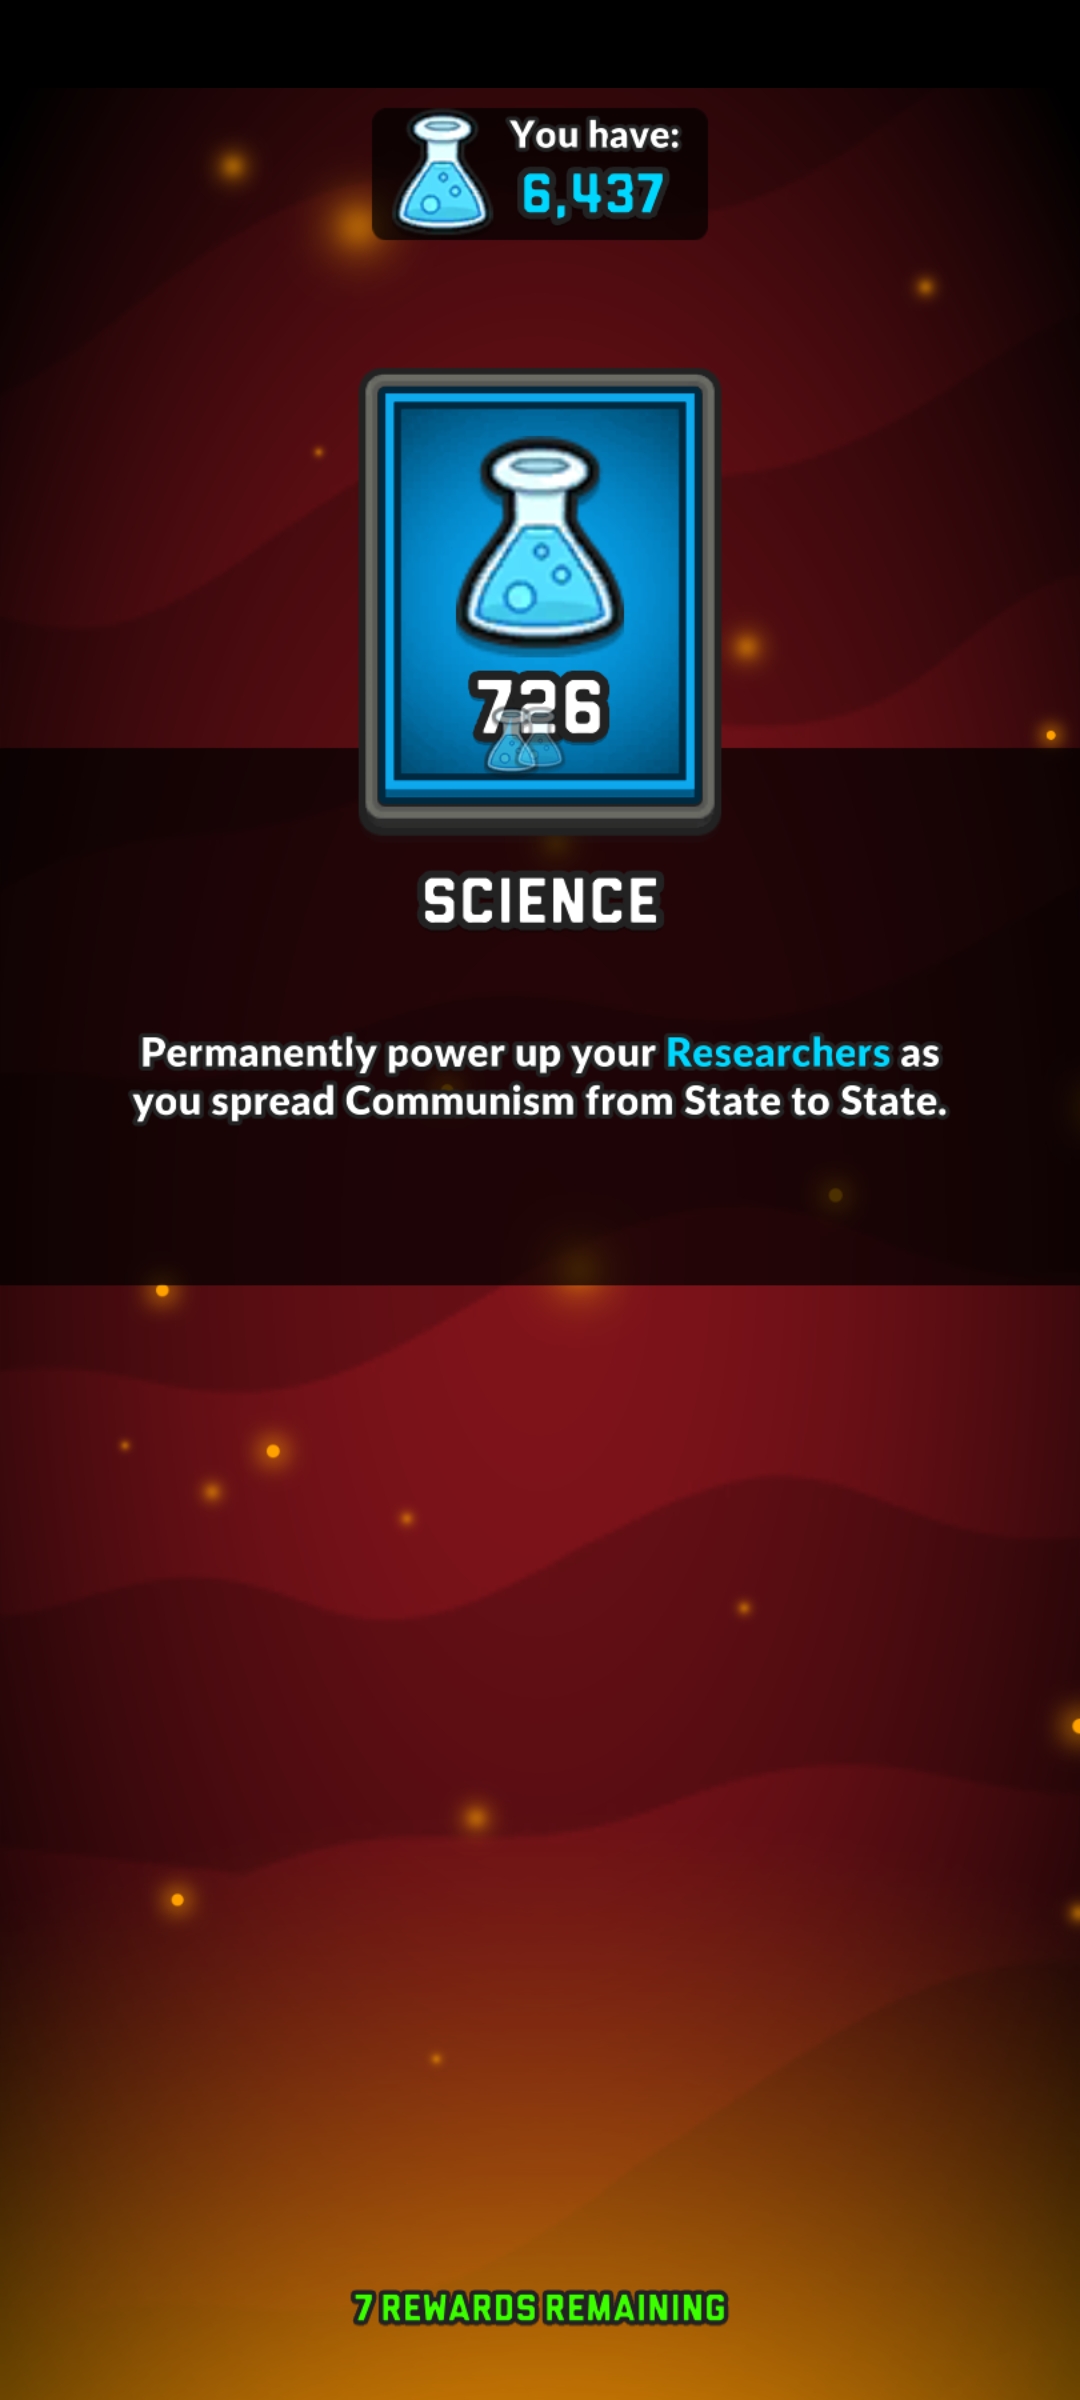 You have:
6,437
726
SCIENCE
Permanently power up your Researchers as
you spread Communism from State to State.
7 REWARDS REMAINING